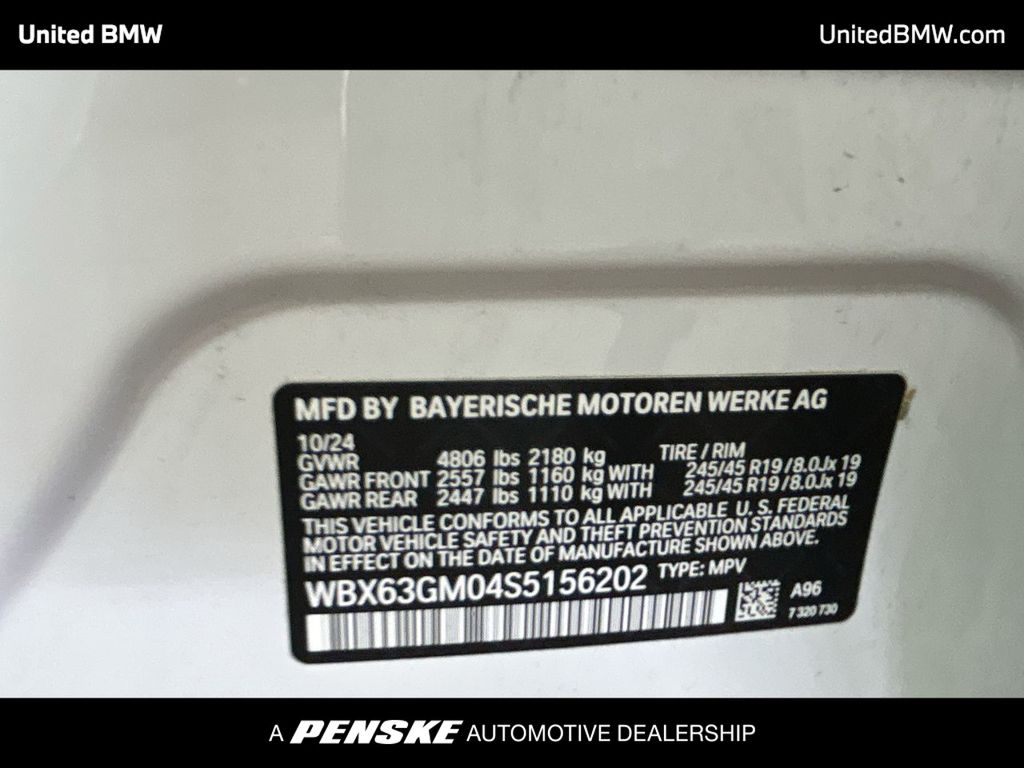 United BMW
UnitedBMW.com
MFD BY BAYERISCHE MOTOREN WERKE AG
10/24
GVWR 4806 lbs 2180 kg TIRE / RIM
GAWR FRONT 2557 lbs 1160 kg WITH 245/45 R19 / 8.0Jx 19
GAWR REAR 2447 lbs 1110 kg WITH 245/45 R19 / 8.0Jx 19
THIS VEHICLE CONFORMS TO ALL APPLICABLE U. S. FEDERAL
MOTOR VEHICLE SAFETY AND THEFT PREVENTION STANDARDS
IN EFFECT ON THE DATE OF MANUFACTURE SHOWN ABOVE.
WBX63GM04S5156202 TYPE: MPV
A96
7 320 730
A PENSKE AUTOMOTIVE DEALERSHIP